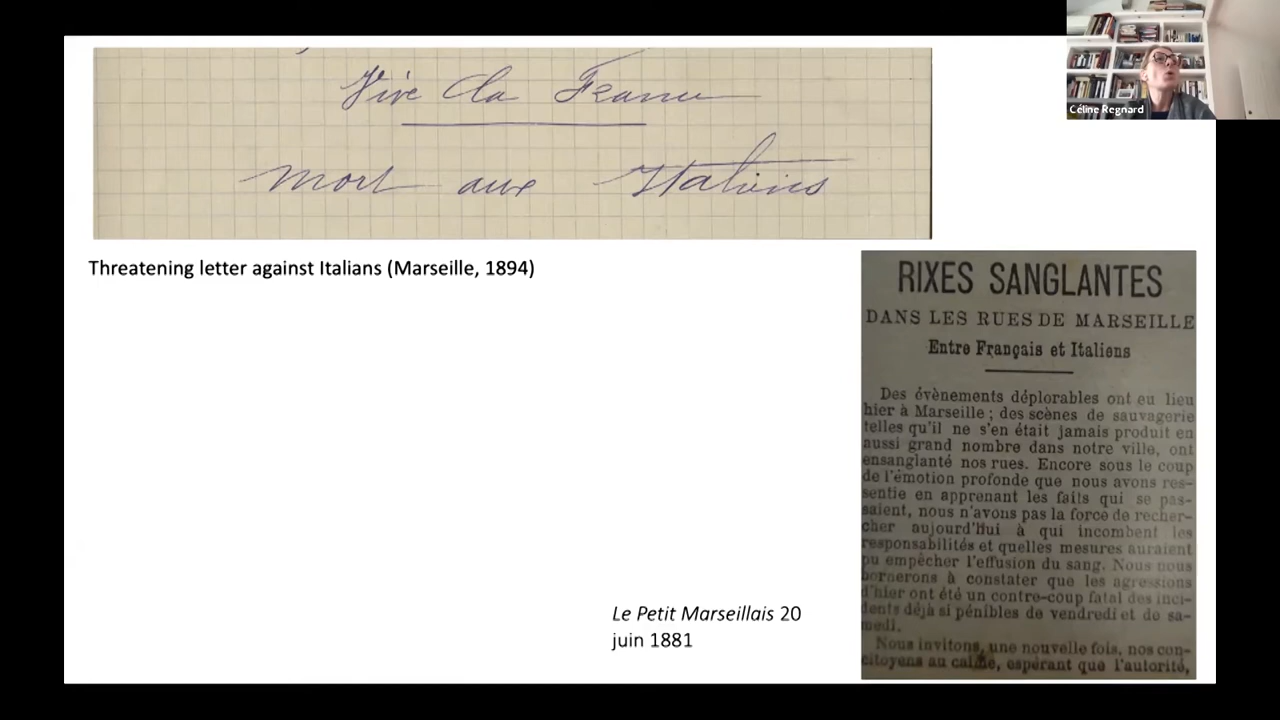 Vive la France
mort aux Italiens
Céline Regnard
Threatening letter against Italians (Marseille, 1894)
RIXES SANGLANTES
DANS LES RUES DE MARSEILLE
Entre Français et Italiens
Des évènements déplorables ont eu lieu
hier à Marseille ; des scènes de sauvagerie
telles qu'il ne s'en était jamais produit en
aussi grand nombre dans notre ville, ont
ensanglanté nos rues. Encore sous le coup
de l'émotion profonde que nous avons res-
sentie en apprenant les faits qui se pas-
saient, nous n'avons pas la force de recher-
cher aujourd'hui à qui incombent les
responsabilités et quelles mesures auraient
pu empêcher l'effusion du sang. Nous nous
bornerons à constater que les agressions
d'hier ont été un contre-coup fatal des inci-
dents déjà si pénibles de vendredi et de sa-
medi.
Nous invitons, une nouvelle fois, nos con-
citoyens au calme, espérant que l'autorité,
Le Petit Marseillais 20
juin 1881